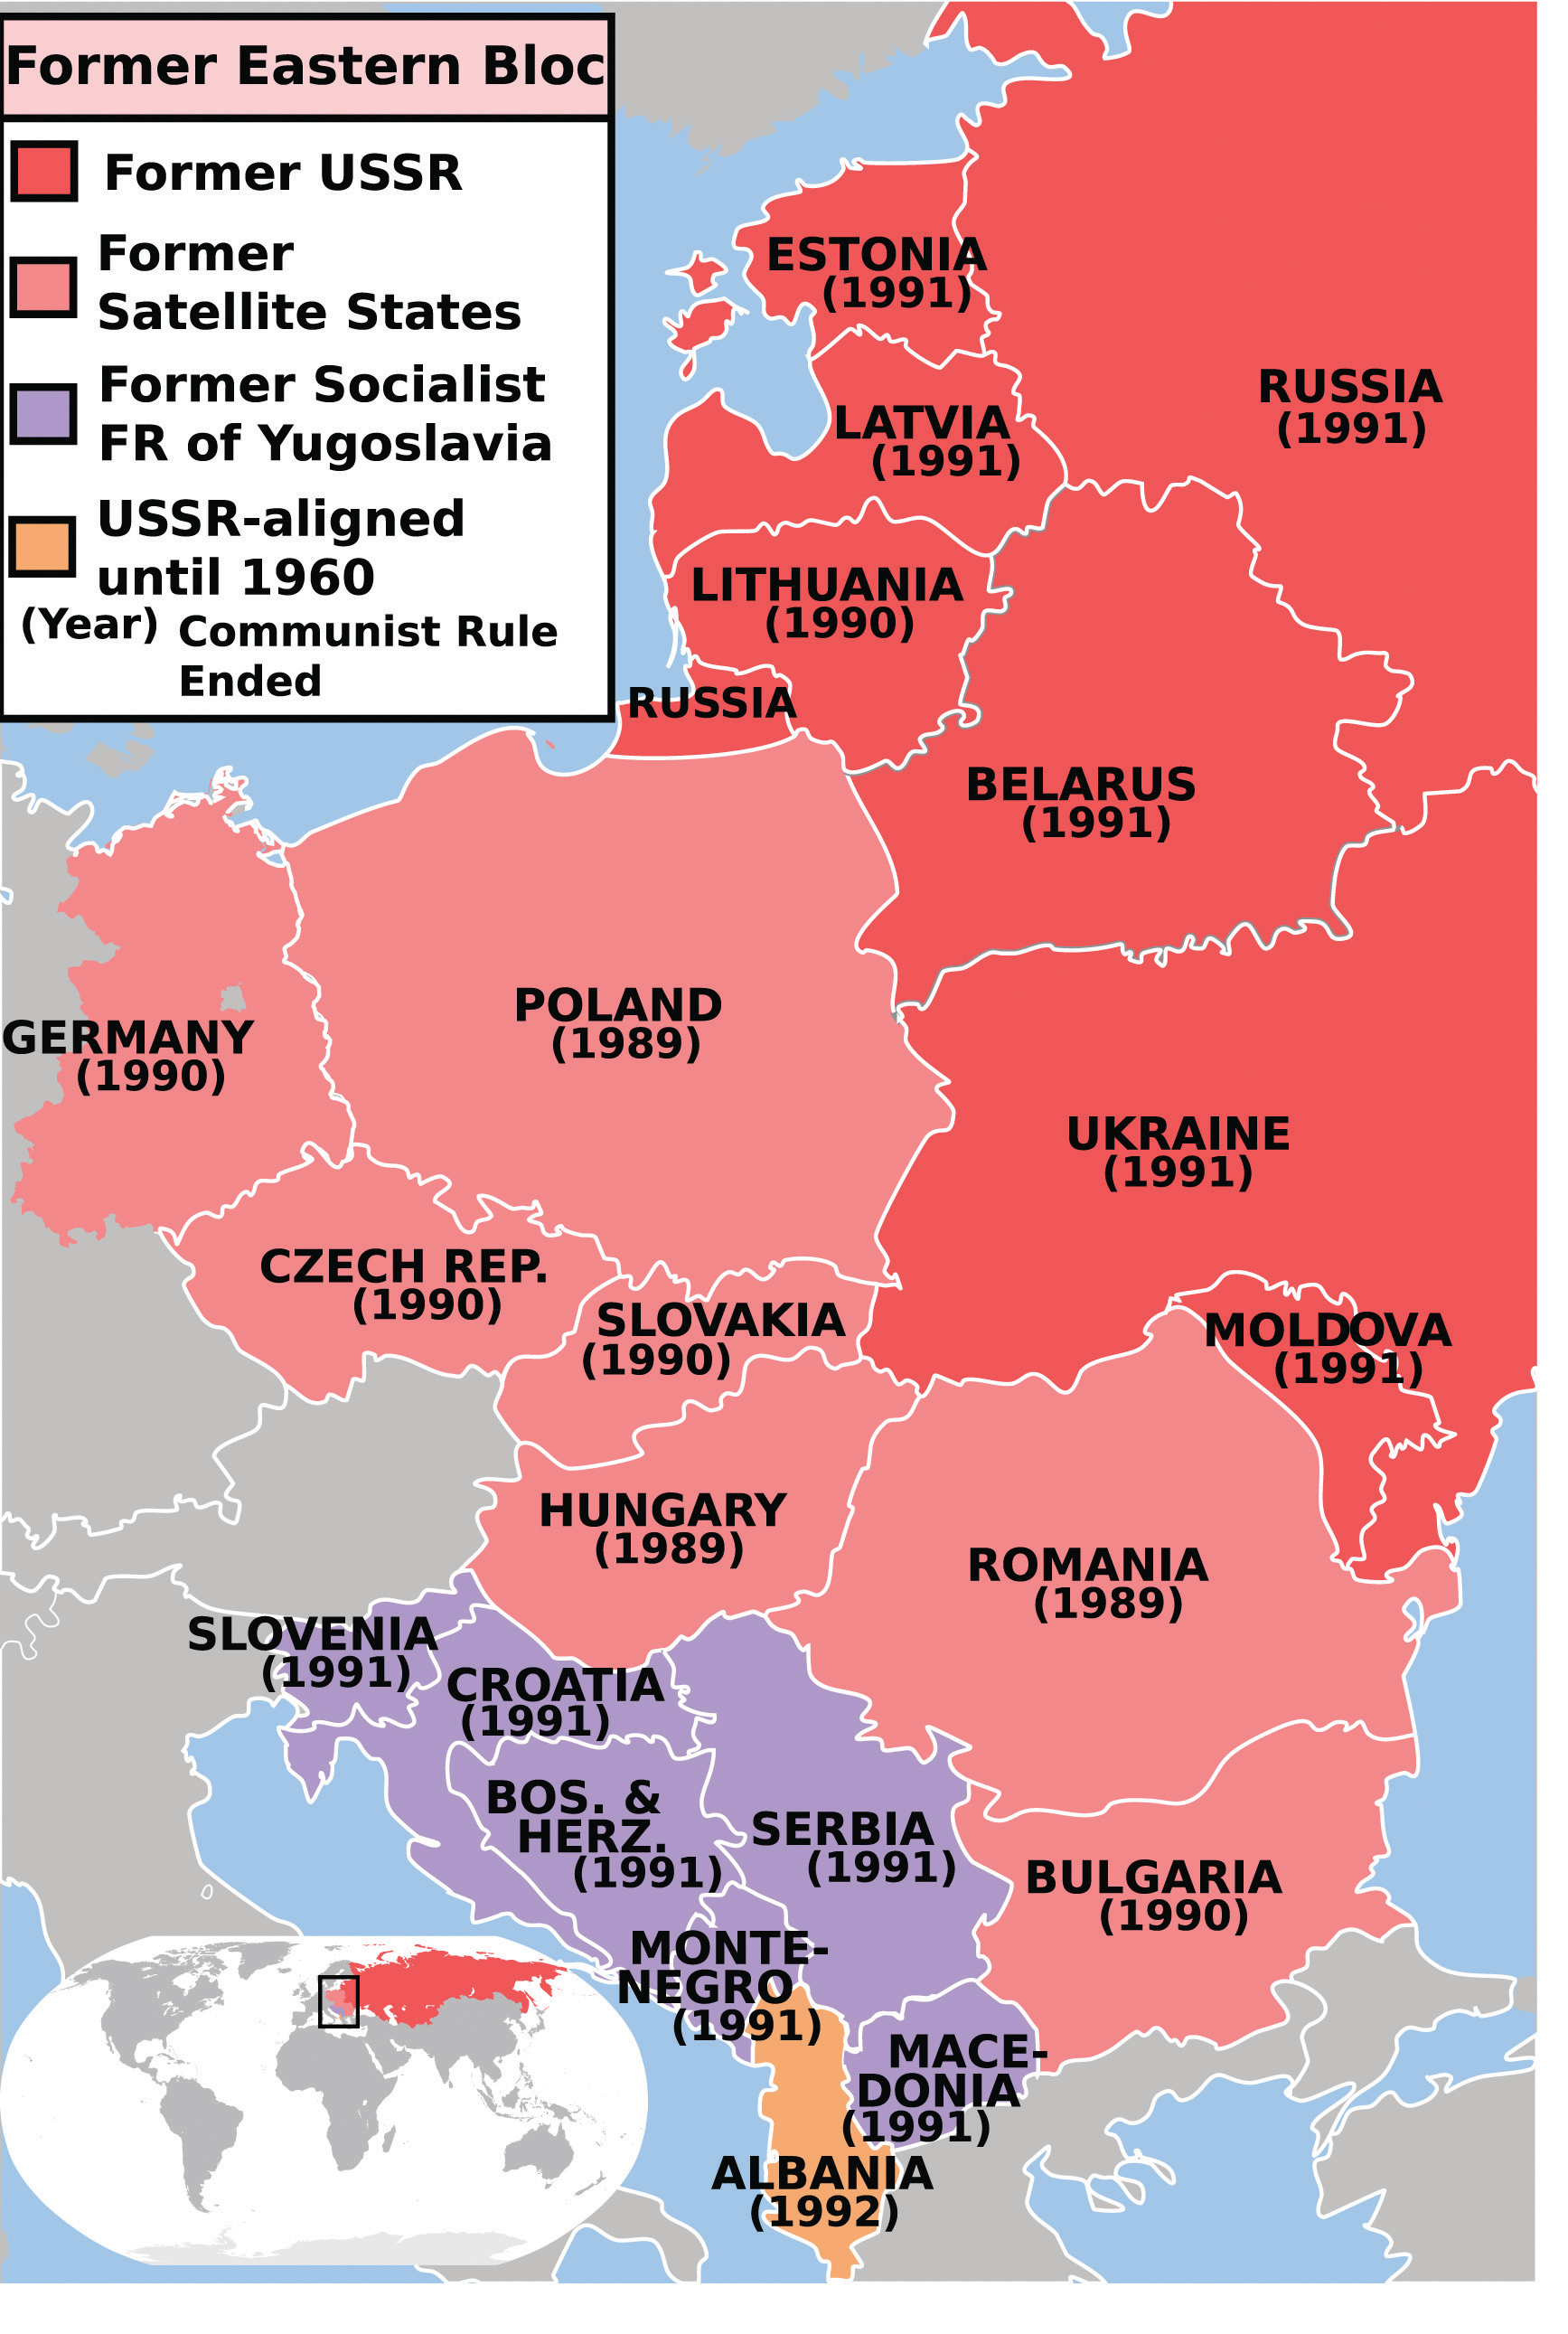 Former Eastern Bloc
Former USSR
Former
Satellite States
Former Socialist
FR of Yugoslavia
USSR-aligned
until 1960
(Year) Communist Rule
Ended
ESTONIA
(1991)
RUSSIA
(1991)
LATVIA
(1991)
LITHUANIA
(1990)
RUSSIA
BELARUS
(1991)
POLAND
(1989)
GERMANY
(1990)
UKRAINE
(1991)
CZECH REP.
(1990)
SLOVAKIA
(1990)
MOLDOVA
(1991)
HUNGARY
(1989)
ROMANIA
(1989)
SLOVENIA
(1991)
CROATIA
(1991)
BOS. &
HERZ.
(1991)
SERBIA
(1991)
BULGARIA
(1990)
MONTE-
NEGRO
(1991)
MACE-
DONIA
(1991)
ALBANIA
(1992)